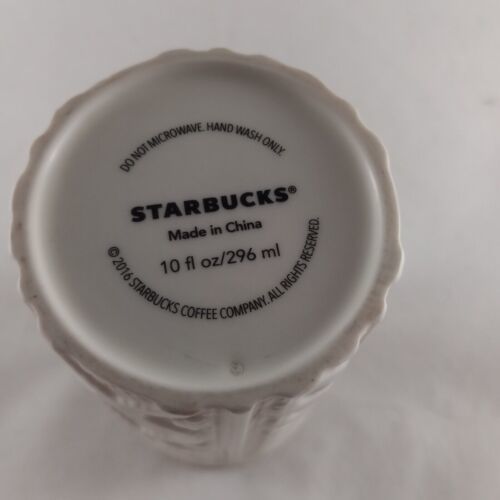 DO NOT MICROWAVE. HAND WASH ONLY.
STARBUCKS®
Made in China
10 fl oz/296 ml
© 2016 STARBUCKS COFFEE COMPANY. ALL RIGHTS RESERVED.